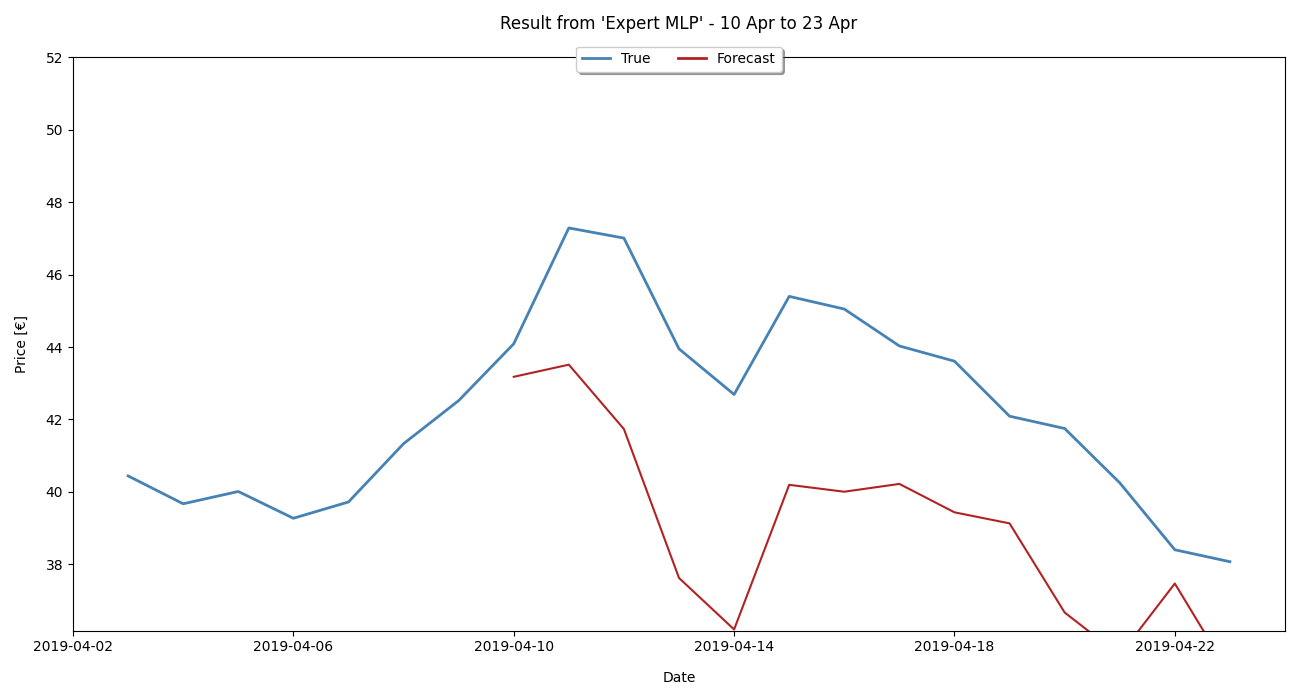 Result from 'Expert MLP' - 10 Apr to 23 Apr
True Forecast
52
50
48
46
44
42
40
38
Price [€]
2019-04-02 2019-04-06 2019-04-10 2019-04-14 2019-04-18 2019-04-22
Date